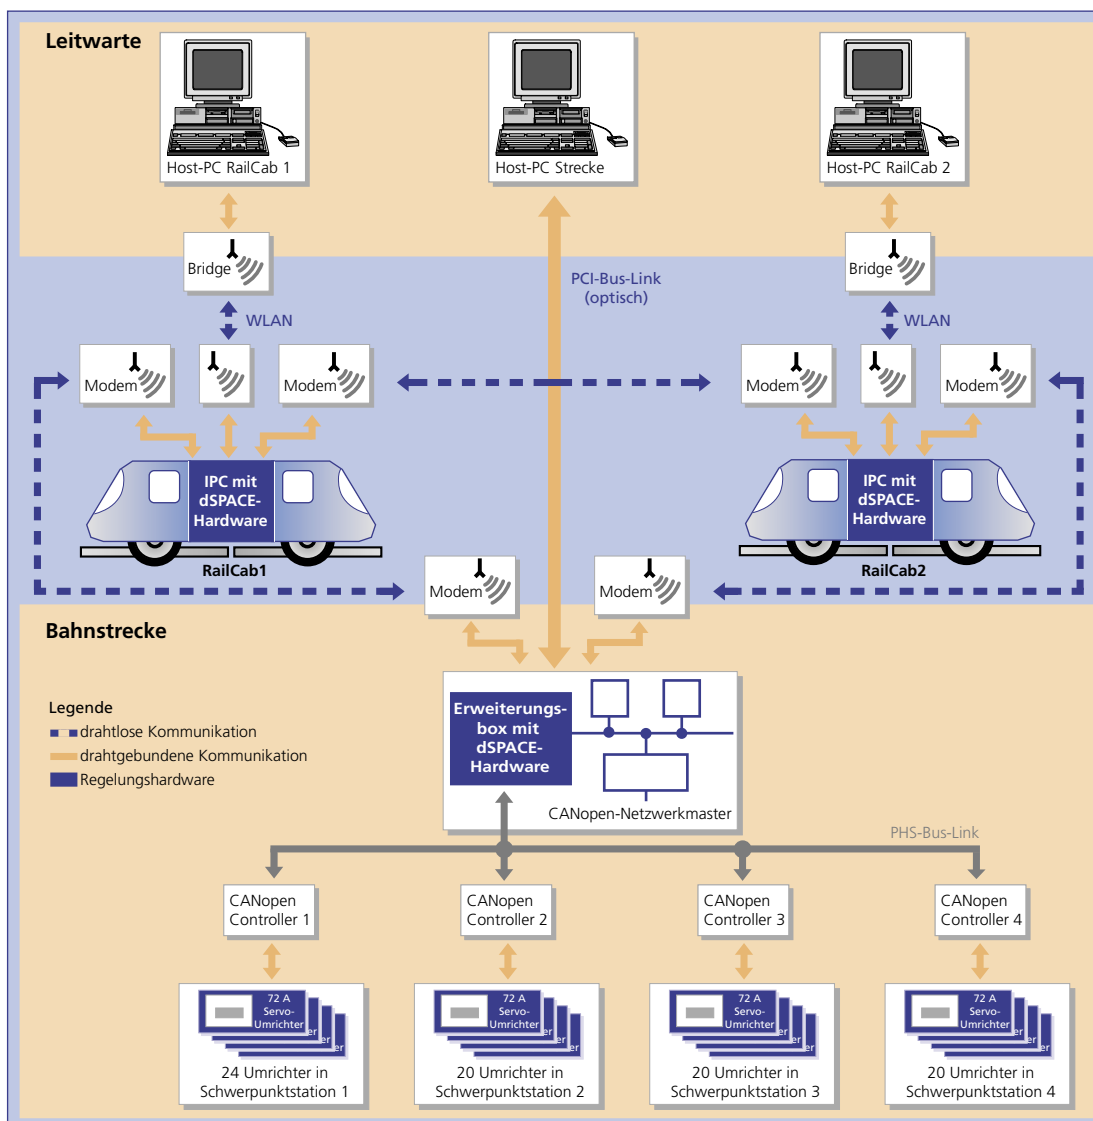 Leitwarte
Host-PC RailCab 1
Host-PC Strecke
Host-PC RailCab 2
Bridge
Bridge
PCI-Bus-Link
(optisch)
WLAN
WLAN
Modem
Modem
Modem
Modem
IPC mit
dSPACE-
Hardware
IPC mit
dSPACE-
Hardware
RailCab1
RailCab2
Modem
Modem
Bahnstrecke
Legende
drahtlose Kommunikation
drahtgebundene Kommunikation
Regelungshardware
Erweiterungs-
box mit
dSPACE-
Hardware
CANopen-Netzwerkmaster
PHS-Bus-Link
CANopen
Controller 1
CANopen
Controller 2
CANopen
Controller 3
CANopen
Controller 4
72 A
Servo-
Umrichter
72 A
Servo-
Umrichter
72 A
Servo-
Umrichter
72 A
Servo-
Umrichter
24 Umrichter in
Schwerpunktstation 1
20 Umrichter in
Schwerpunktstation 2
20 Umrichter in
Schwerpunktstation 3
20 Umrichter in
Schwerpunktstation 4